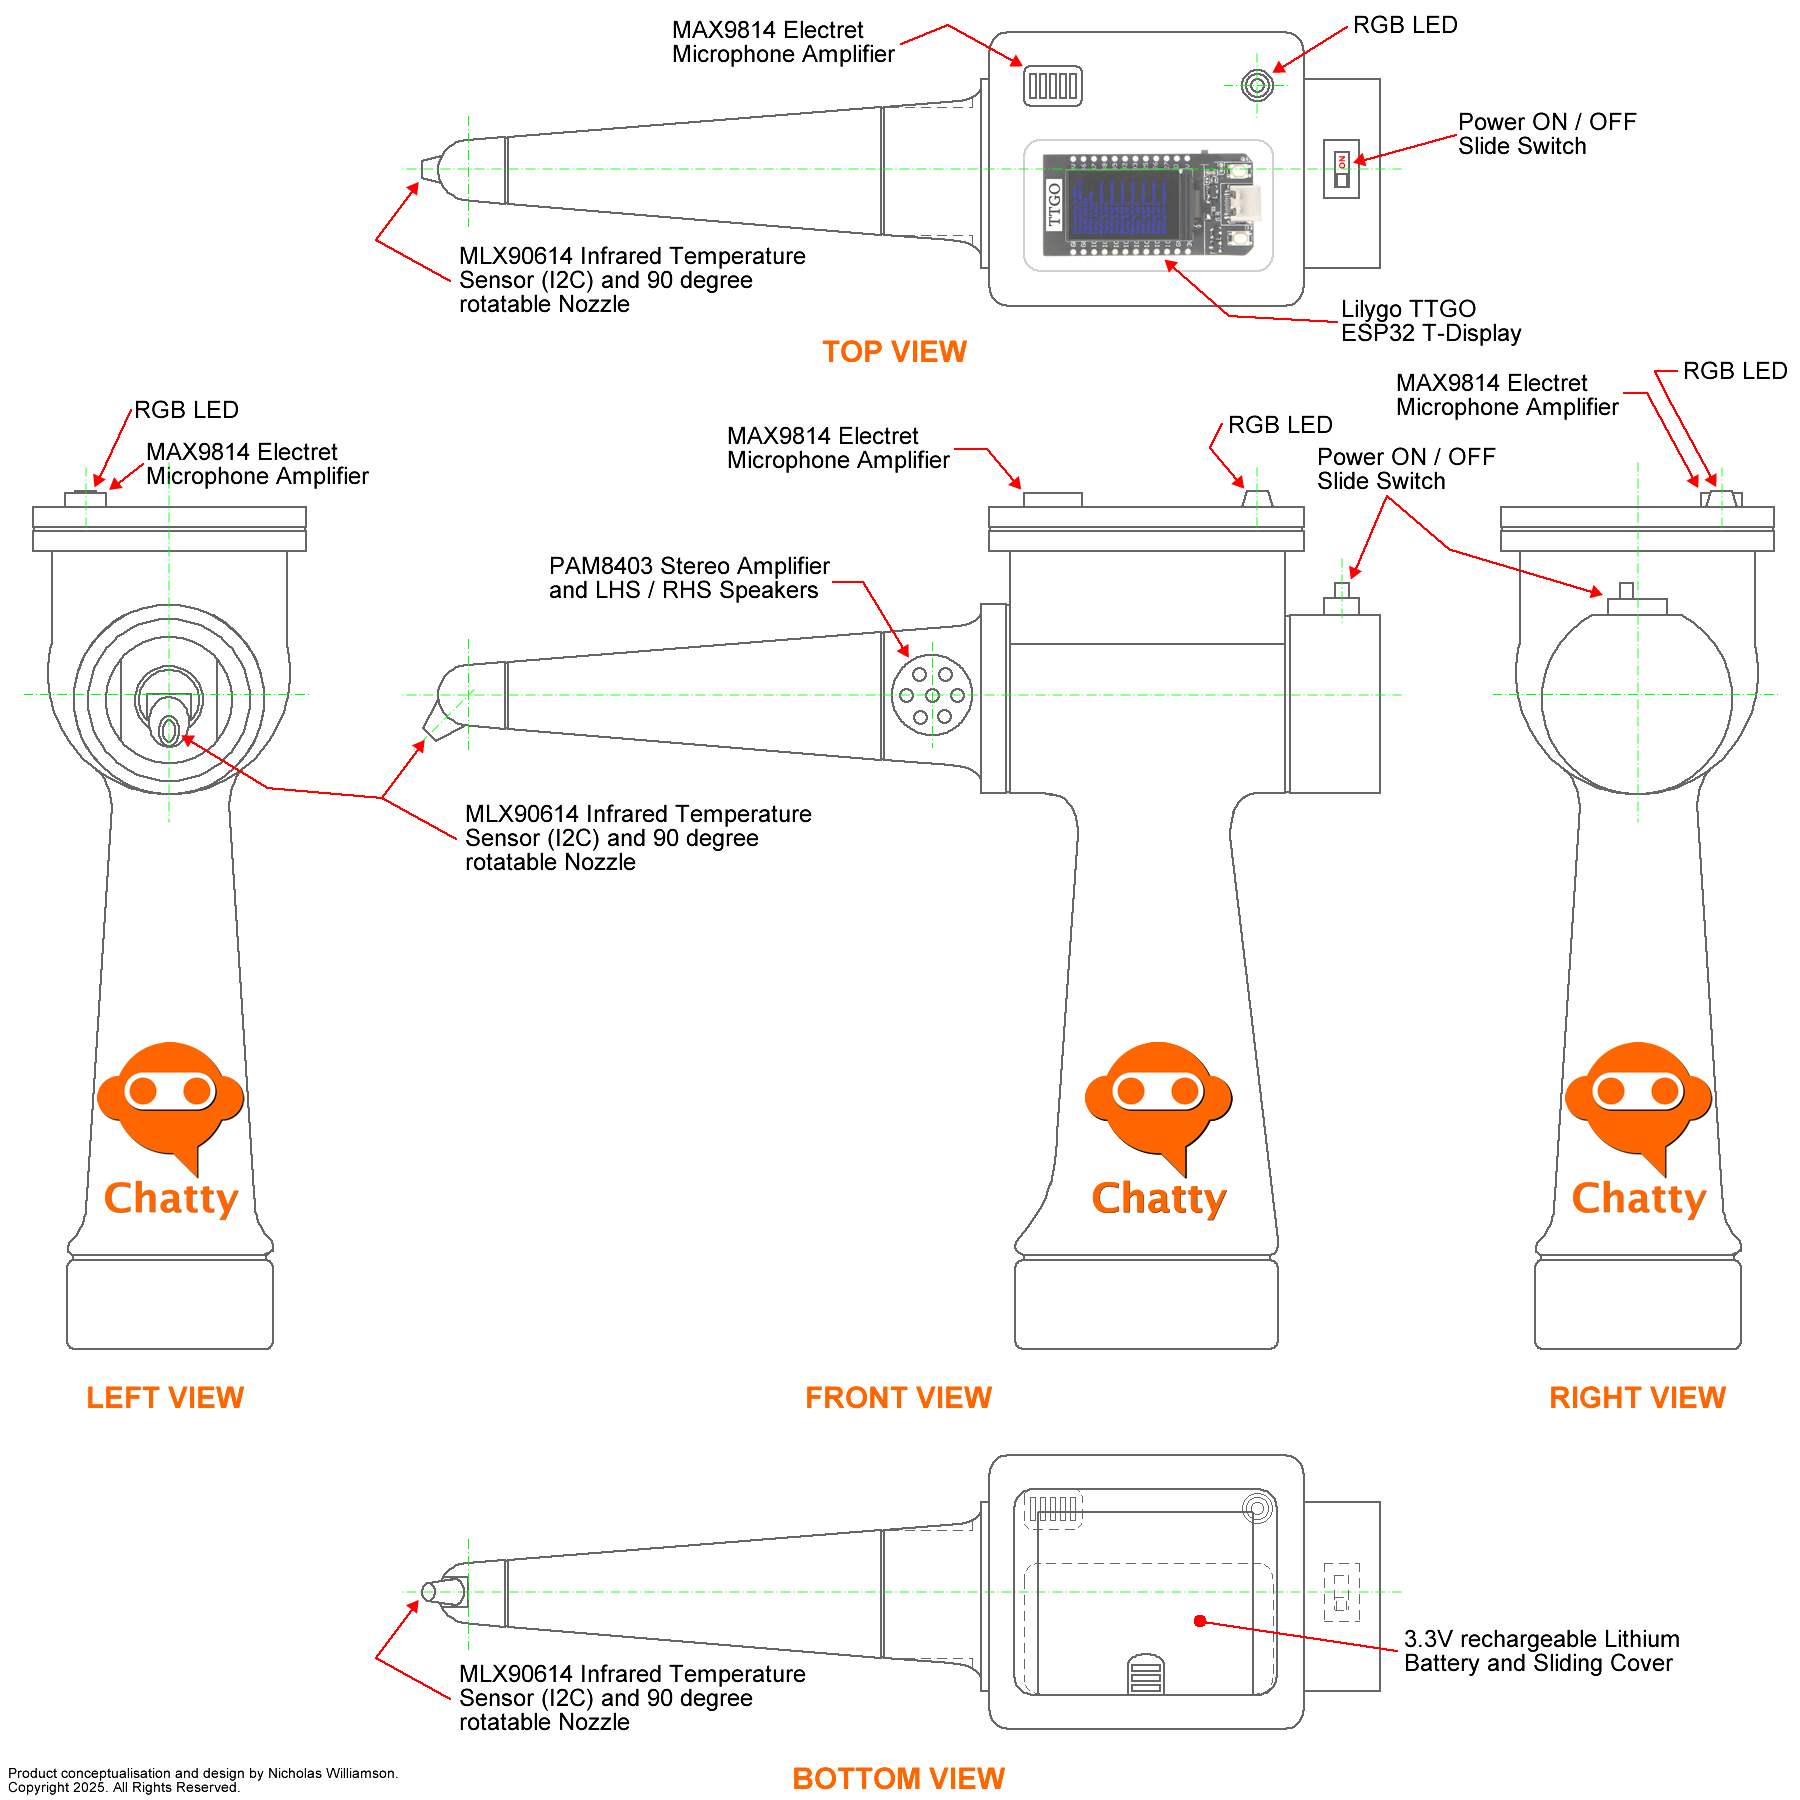 MAX9814 Electret
Microphone Amplifier
RGB LED
Power ON / OFF
Slide Switch
ON
TTGO
MLX90614 Infrared Temperature
Sensor (I2C) and 90 degree
rotatable Nozzle
Lilygo TTGO
ESP32 T-Display
TOP VIEW
RGB LED
MAX9814 Electret
Microphone Amplifier
MAX9814 Electret
Microphone Amplifier
RGB LED
Power ON / OFF
Slide Switch
MAX9814 Electret
Microphone Amplifier
RGB LED
PAM8403 Stereo Amplifier
and LHS / RHS Speakers
MLX90614 Infrared Temperature
Sensor (I2C) and 90 degree
rotatable Nozzle
Chatty
Chatty
Chatty
LEFT VIEW
FRONT VIEW
RIGHT VIEW
MLX90614 Infrared Temperature
Sensor (I2C) and 90 degree
rotatable Nozzle
3.3V rechargeable Lithium
Battery and Sliding Cover
BOTTOM VIEW
Product conceptualisation and design by Nicholas Williamson.
Copyright 2025. All Rights Reserved.